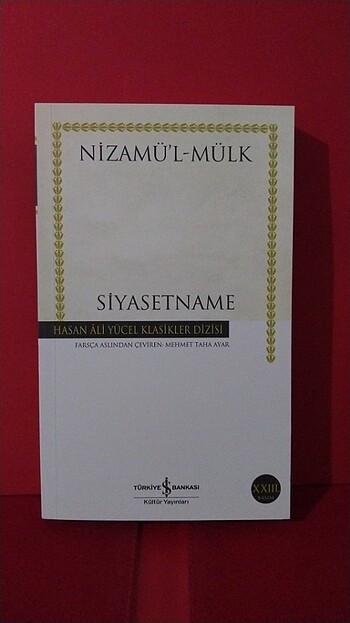 NİZAMÜ'L-MÜLK
SİYASETNAME
HASAN ÂLİ YÜCEL KLASİKLER DİZİSİ
FARSÇA ASLINDAN ÇEVİREN: MEHMET TAHA AYAR
TÜRKİYE İŞ BANKASI
Kültür Yayınları
XXIII.
BASIM